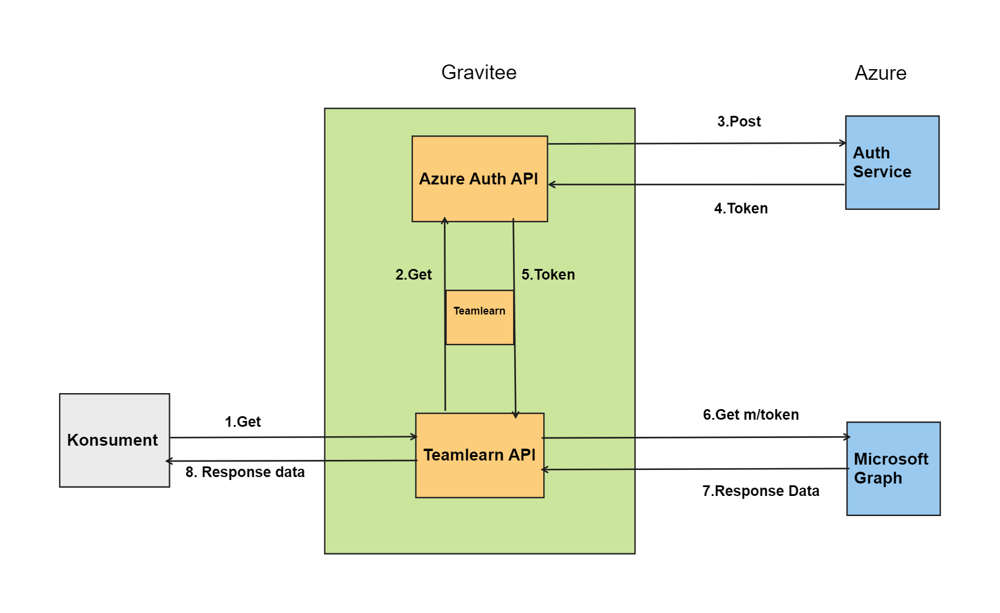 Gravitee
Azure
3.Post
Azure Auth API
Auth
Service
4.Token
2.Get
5.Token
Teamlearn
Konsument
1.Get
8. Response data
Teamlearn API
6.Get m/token
Microsoft
Graph
7.Response Data